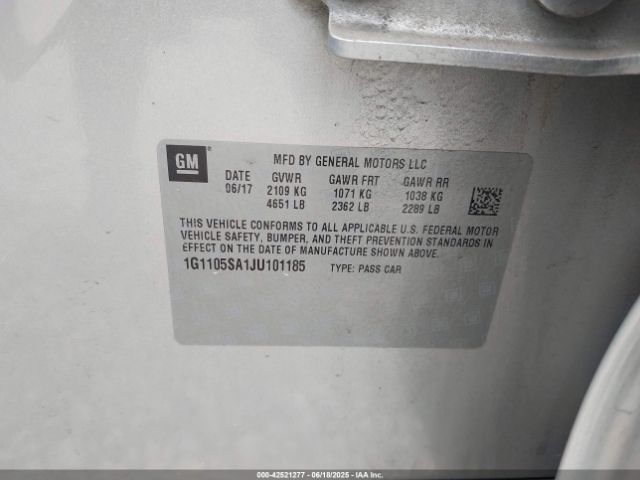 GM
MFD BY GENERAL MOTORS LLC
DATE GVWR GAWR FRT GAWR RR
06/17 2109 KG 1071 KG 1038 KG
4651 LB 2362 LB 2289 LB
THIS VEHICLE CONFORMS TO ALL APPLICABLE U.S. FEDERAL MOTOR
VEHICLE SAFETY, BUMPER, AND THEFT PREVENTION STANDARDS IN
EFFECT ON THE DATE OF MANUFACTURE SHOWN ABOVE.
1G1105SA1JU101185 TYPE: PASS CAR
000-42521277 - 06/18/2025 - IAA Inc.